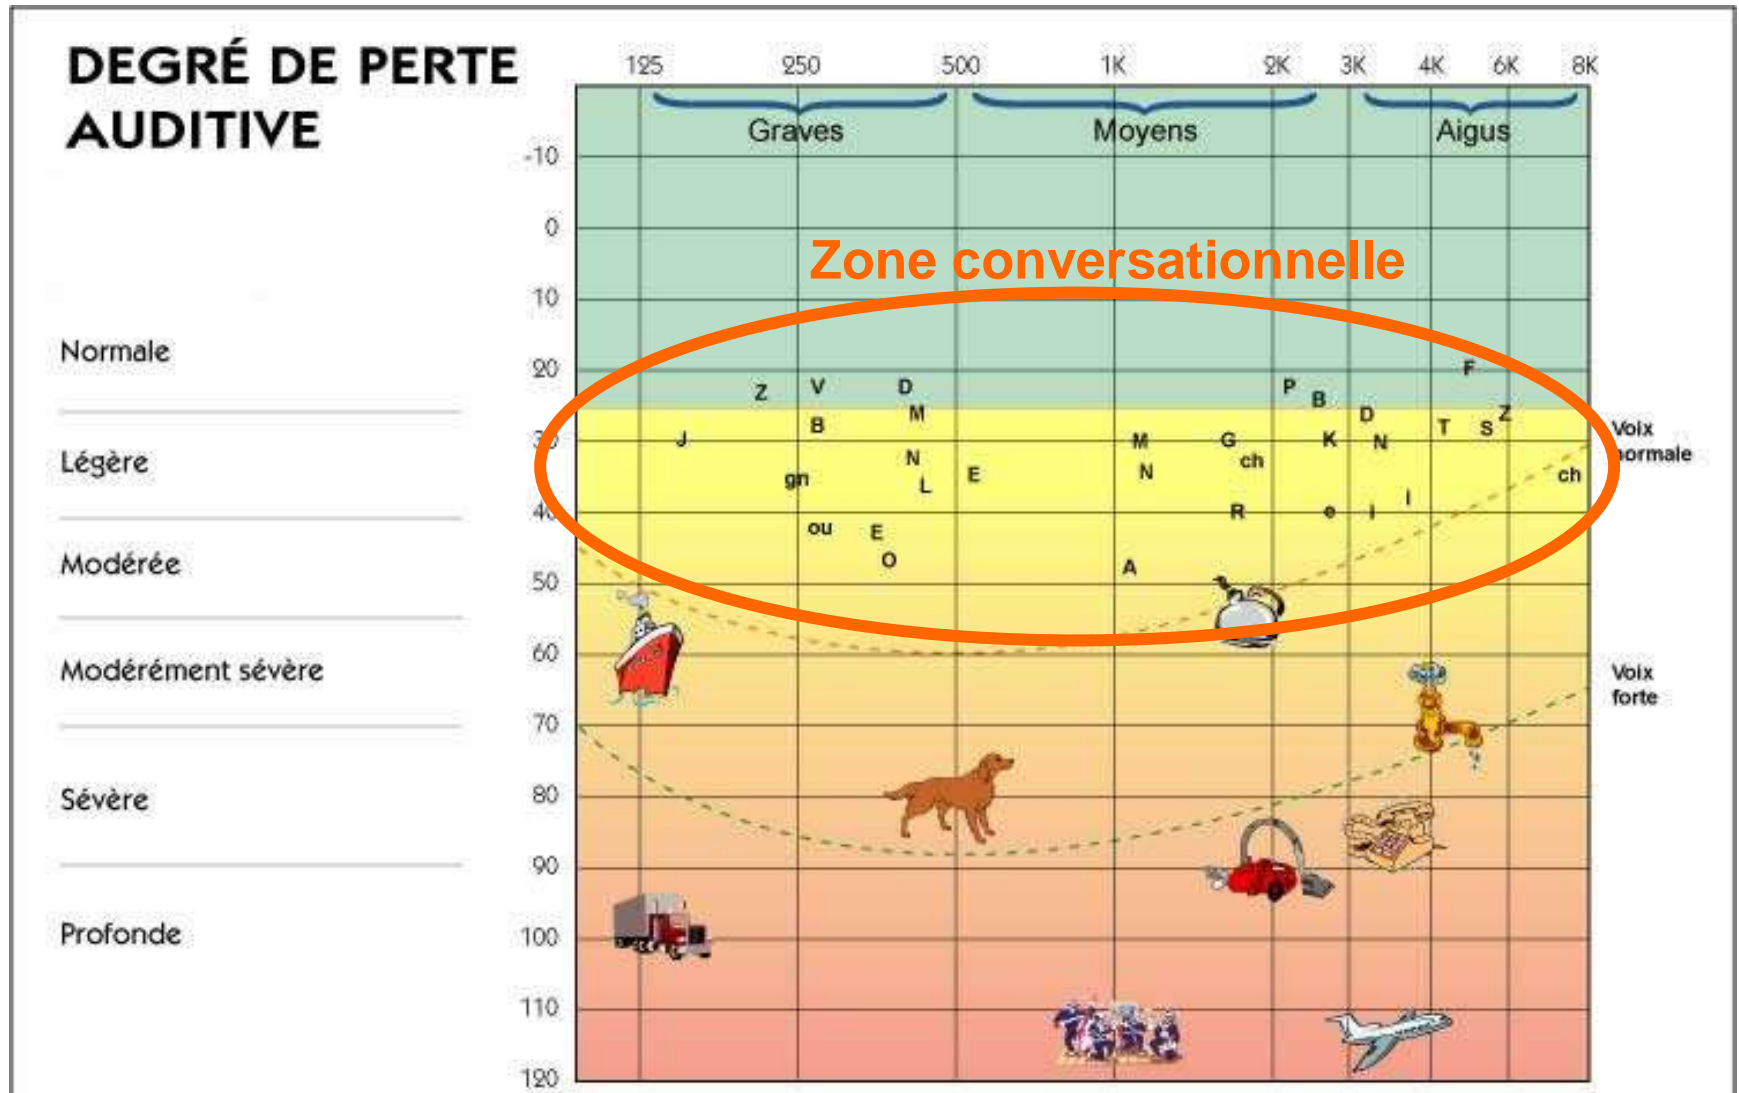 DEGRÉ DE PERTE
AUDITIVE
125 250 500 1K 2K 3K 4K 6K 8K
Graves Moyens Aigus
-10
0
Zone conversationnelle
10
Normale
20
F
Z V D P B
M D Z
B T S
J 30 M G K N
Voix
normale
Légère
N ch
gn L E N ch
I
40 R e i
ou E
O A
Modérée
50
60
Modérément sévère
Voix
forte
70
80
Sévère
90
Profonde
100
110
120